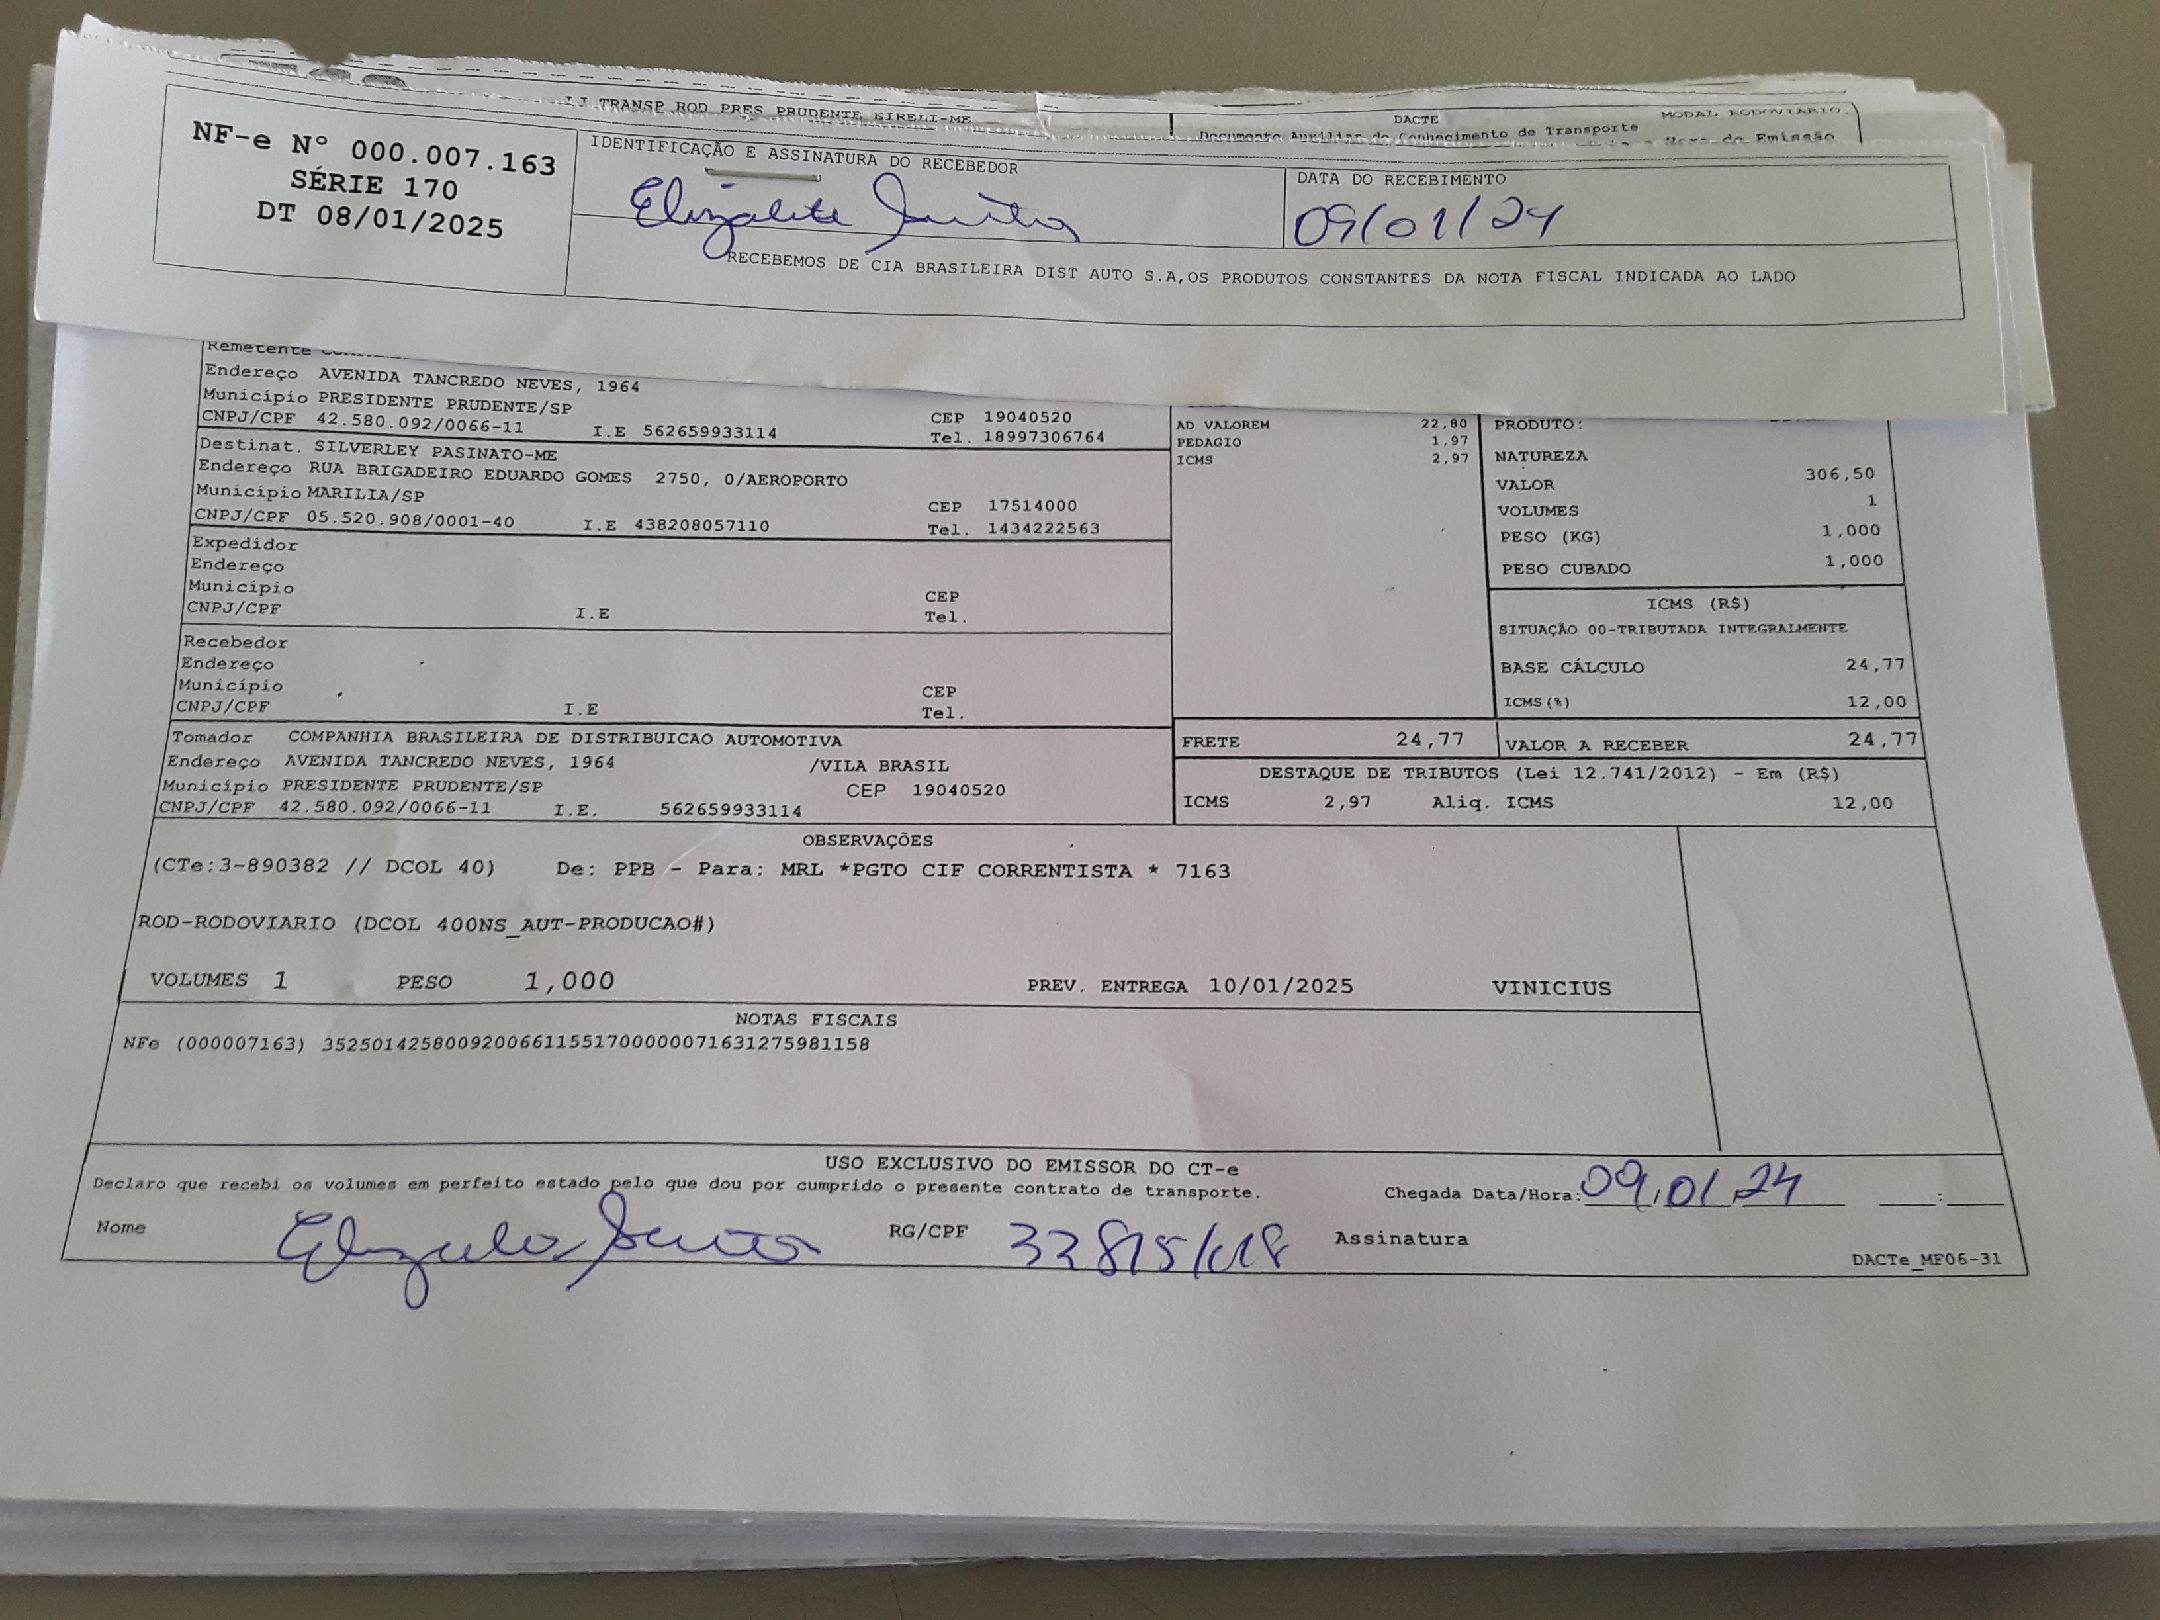 LJ TRANSP ROD PRES PRUDENTE EIRELI-ME
DACTE
MODAL RODOVIÁRIO
Documento Auxiliar do Conhecimento de Transporte
Hora de Emissão
NF-e Nº 000.007.163
SÉRIE 170
DT 08/01/2025
IDENTIFICAÇÃO E ASSINATURA DO RECEBEDOR
DATA DO RECEBIMENTO
09/01/24
RECEBEMOS DE CIA BRASILEIRA DIST AUTO S.A,OS PRODUTOS CONSTANTES DA NOTA FISCAL INDICADA AO LADO
Remetente
Endereço AVENIDA TANCREDO NEVES, 1964
Município PRESIDENTE PRUDENTE/SP CEP 19040520
CNPJ/CPF 42.580.092/0066-11 I.E 562659933114 Tel. 18997306764
Destinat. SILVERLEY PASINATO-ME
Endereço RUA BRIGADEIRO EDUARDO GOMES 2750, 0/AEROPORTO
Município MARILIA/SP CEP 17514000
CNPJ/CPF 05.520.908/0001-40 I.E 438208057110 Tel. 1434222563
Expedidor
Endereço
Município CEP
CNPJ/CPF I.E Tel.
Recebedor
Endereço
Município CEP
CNPJ/CPF I.E Tel.
Tomador COMPANHIA BRASILEIRA DE DISTRIBUICAO AUTOMOTIVA
Endereço AVENIDA TANCREDO NEVES, 1964 /VILA BRASIL
Município PRESIDENTE PRUDENTE/SP CEP 19040520
CNPJ/CPF 42.580.092/0066-11 I.E. 562659933114
AD VALOREM 22,80
PEDAGIO 1,97
ICMS 2,97
PRODUTO:
NATUREZA
VALOR 306,50
VOLUMES 1
PESO (KG) 1,000
PESO CUBADO 1,000
ICMS (R$)
SITUAÇÃO 00-TRIBUTADA INTEGRALMENTE
BASE CÁLCULO 24,77
ICMS(%) 12,00
FRETE 24,77 VALOR A RECEBER 24,77
DESTAQUE DE TRIBUTOS (Lei 12.741/2012) - Em (R$)
ICMS 2,97 Aliq. ICMS 12,00
OBSERVAÇÕES
(CTe:3-890382 // DCOL 40) De: PPB - Para: MRL *PGTO CIF CORRENTISTA * 7163
ROD-RODOVIARIO (DCOL 400NS_AUT-PRODUCAO#)
VOLUMES 1 PESO 1,000 PREV. ENTREGA 10/01/2025 VINICIUS
NOTAS FISCAIS
NFe (000007163) 35250142580092006611551700000071631275981158
USO EXCLUSIVO DO EMISSOR DO CT-e
Declaro que recebi os volumes em perfeito estado pelo que dou por cumprido o presente contrato de transporte.
Chegada Data/Hora: 09/01/24 :
Nome RG/CPF Assinatura
DACTe_MF06-31